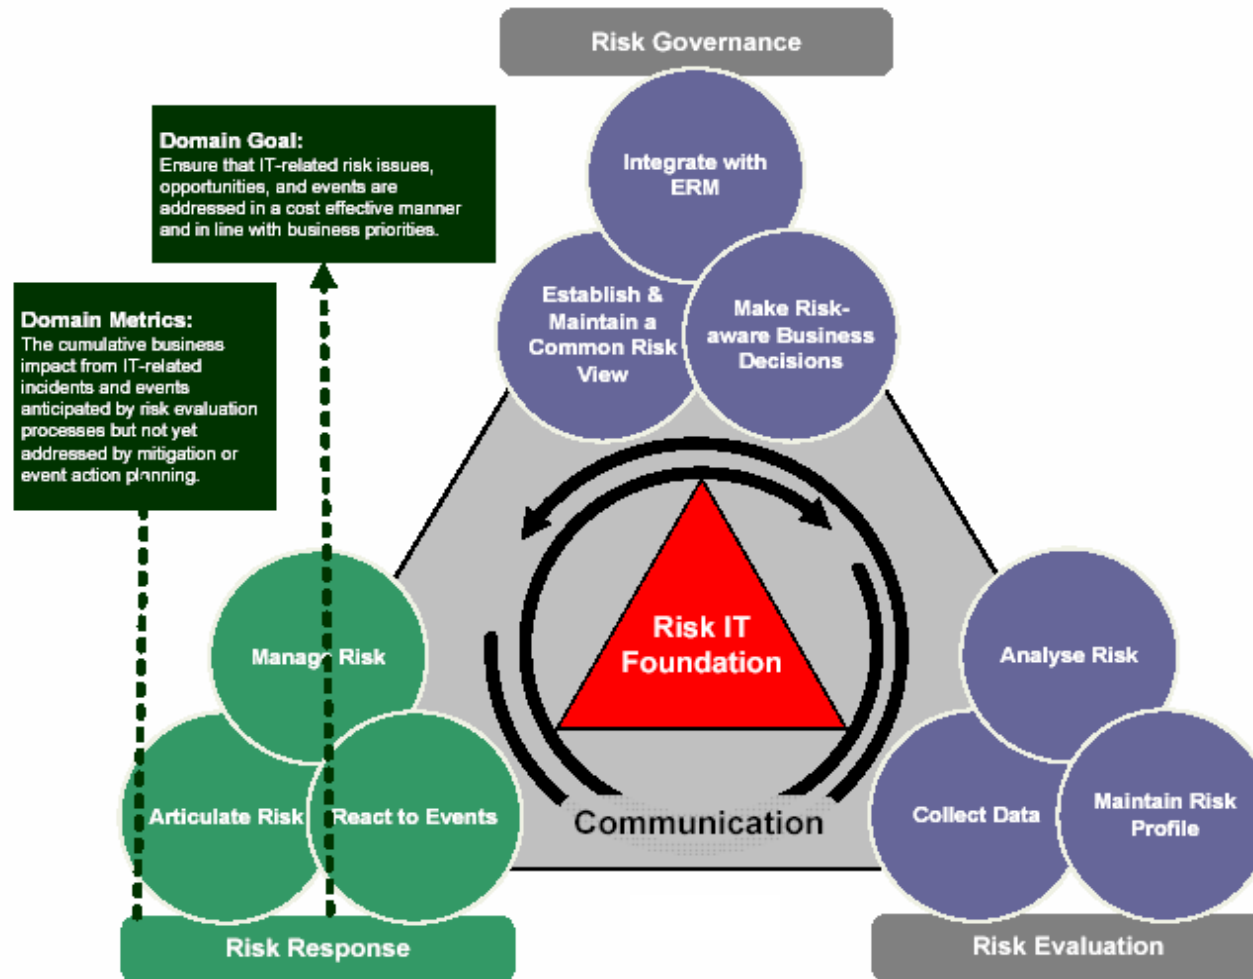 Risk Governance
Domain Goal:
Ensure that IT-related risk issues,
opportunities, and events are
addressed in a cost effective manner
and in line with business priorities.
Integrate with
ERM
Establish &
Maintain a
Common Risk
View
Make Risk-
aware Business
Decisions
Domain Metrics:
The cumulative business
impact from IT-related
incidents and events
anticipated by risk evaluation
processes but not yet
addressed by mitigation or
event action planning.
Risk IT
Foundation
Manage Risk
Articulate Risk
React to Events
Communication
Analyse Risk
Collect Data
Maintain Risk
Profile
Risk Response
Risk Evaluation